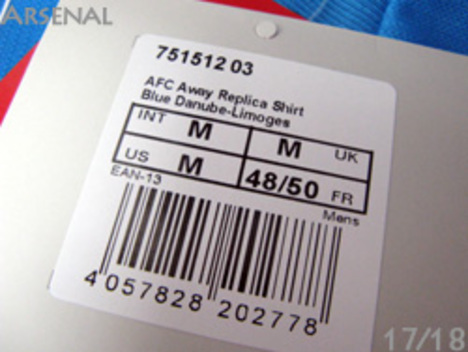 ARSENAL
751512 03
AFC Away Replica Shirt
Blue Danube-Limoges
INT M M UK
US M 48/50 FR
EAN-13 Mens
4 057828 202778
17/18